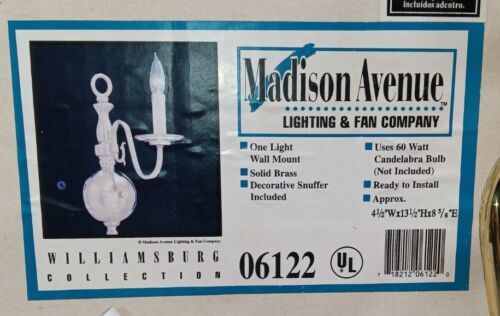 incluidos adentro.
Madison Avenue
TM
LIGHTING & FAN COMPANY
One Light
Wall Mount
Solid Brass
Decorative Snuffer
Included
Uses 60 Watt
Candelabra Bulb
(Not Included)
Ready to Install
Approx.
4½"Wx13½"Hx8⅝"E
© Madison Avenue Lighting & Fan Company
WILLIAMSBURG
COLLECTION
06122
UL
7 18212 06122 0